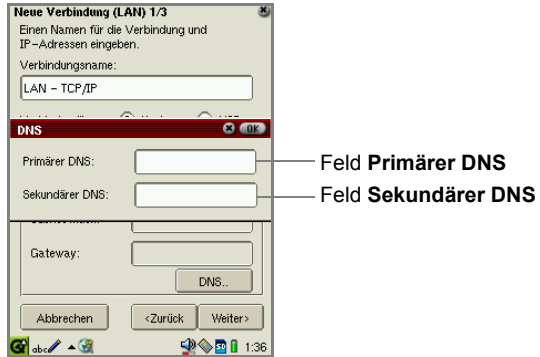 Neue Verbindung (LAN) 1/3
Einen Namen für die Verbindung und
IP-Adressen eingeben.
Verbindungsname:
LAN - TCP/IP
DNS OK
Primärer DNS:
Feld Primärer DNS
Sekundärer DNS:
Feld Sekundärer DNS
Gateway:
DNS..
Abbrechen <Zurück Weiter>
abc 1:36